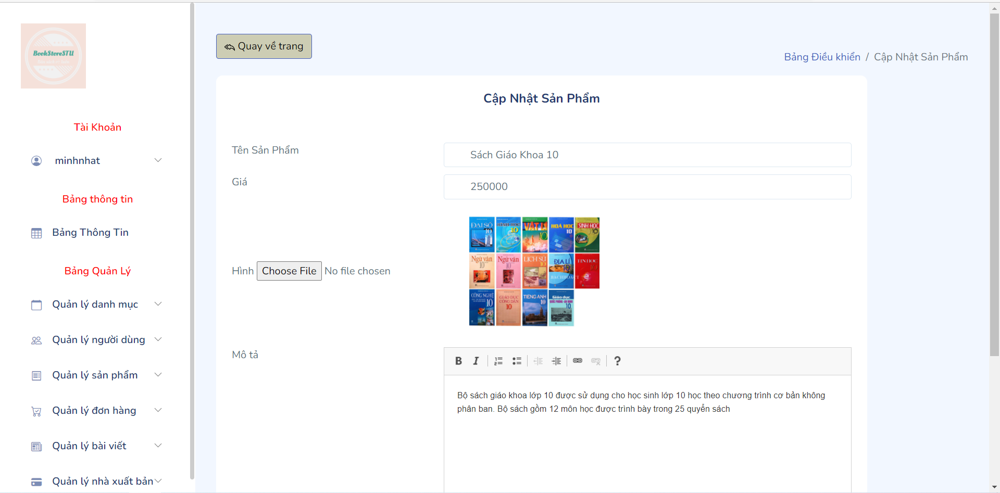 BookStoreSTU
Quay về trang
Bảng Điều khiển / Cập Nhật Sản Phẩm
Tài Khoản
minhnhat
Bảng thông tin
Bảng Thông Tin
Bảng Quản Lý
Quản lý danh mục
Quản lý người dùng
Quản lý sản phẩm
Quản lý đơn hàng
Quản lý bài viết
Quản lý nhà xuất bản
Cập Nhật Sản Phẩm
Tên Sản Phẩm
Sách Giáo Khoa 10
Giá
250000
Hình Choose File No file chosen
ĐẠI SỐ 10
HÌNH HỌC 10
VẬT LÍ 10
HOÁ HỌC 10
SINH HỌC 10
Ngữ văn 10
Ngữ văn 10
LỊCH SỬ 10
ĐỊA LÍ 10
TIN HỌC 10
CÔNG NGHỆ 10
GIÁO DỤC CÔNG DÂN 10
TIẾNG ANH 10
Giáo dục QUỐC PHÒNG - AN NINH 10
Mô tả
Bộ sách giáo khoa lớp 10 được sử dụng cho học sinh lớp 10 học theo chương trình cơ bản không
phân ban. Bộ sách gồm 12 môn học được trình bày trong 25 quyển sách